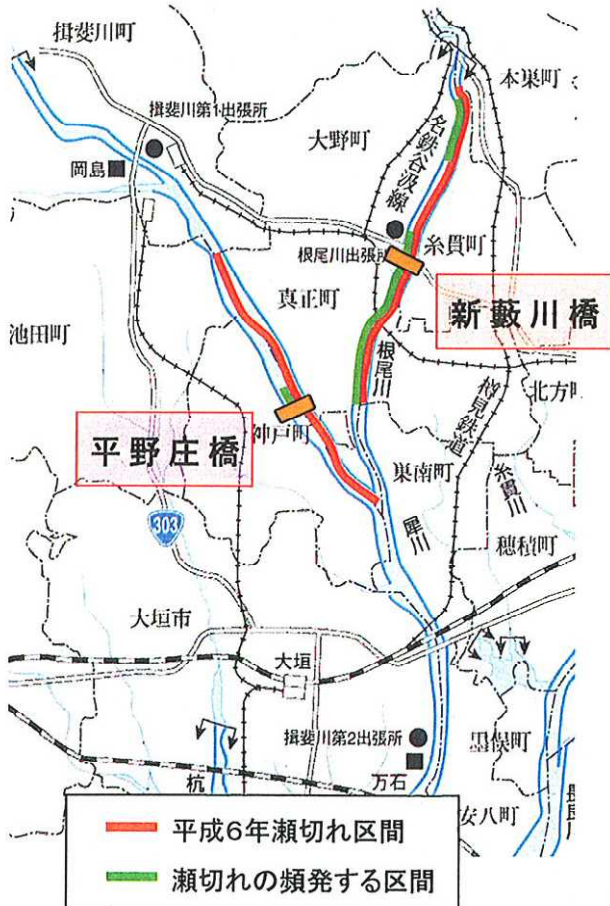 揖斐川町
本巣町
揖斐川第1出張所
大野町
名鉄谷汲線
岡島
糸貫町
根尾川出張所
真正町
新藪川橋
池田町
根尾川
北方町
樽見鉄道
神戸町
平野庄橋
巣南町
糸貫川
犀川
穂積町
303
大垣市
大垣
揖斐川第2出張所
墨俣町
万石
杭
安八町
長良川
平成6年瀬切れ区間
瀬切れの頻発する区間